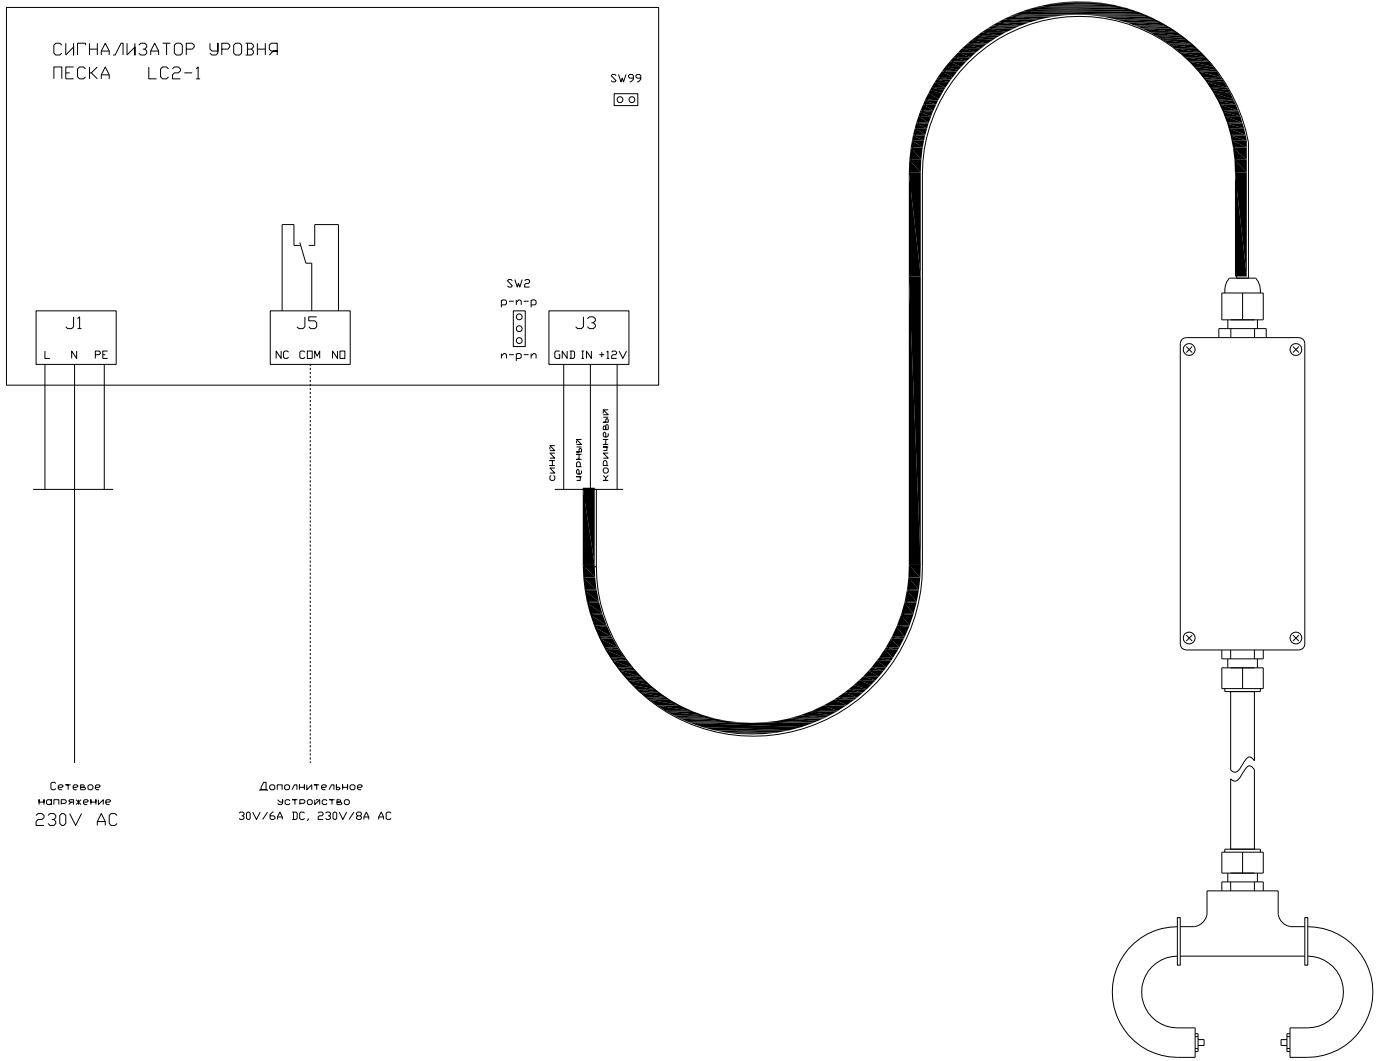 СИГНАЛИЗАТОР УРОВНЯ
ПЕСКА LC2-1
SW99
SW2
p-n-p
J1
J5
J3
L N PE
NC COM NO
n-p-n
GND IN +12V
синий
черный
коричневый
Сетевое
напряжение
230V AC
Дополнительное
устройство
30V/6A DC, 230V/8A AC